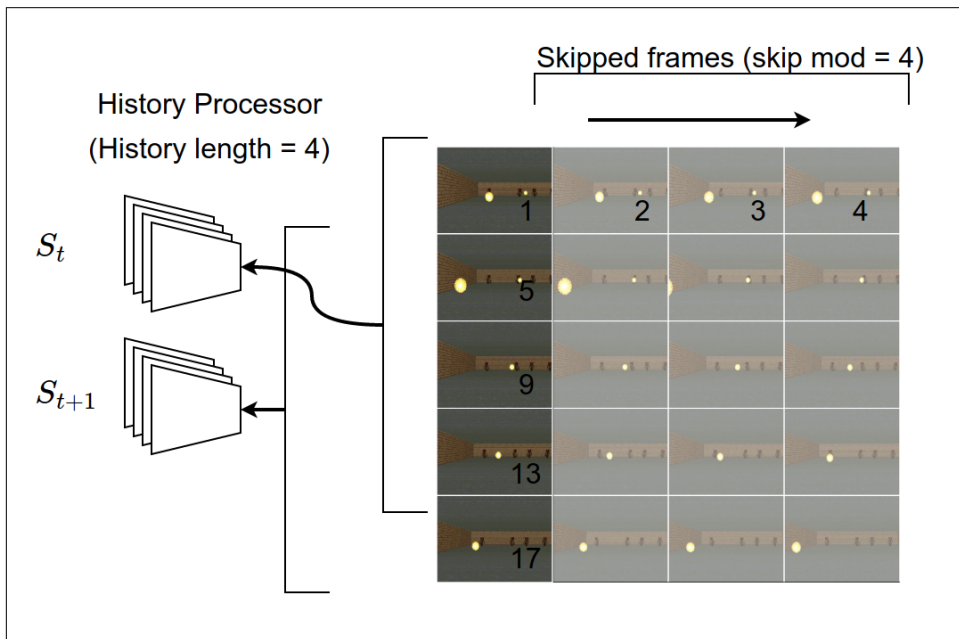 Skipped frames (skip mod = 4)
History Processor
(History length = 4)
S_t
S_{t+1}
1 2 3 4
5
9
13
17